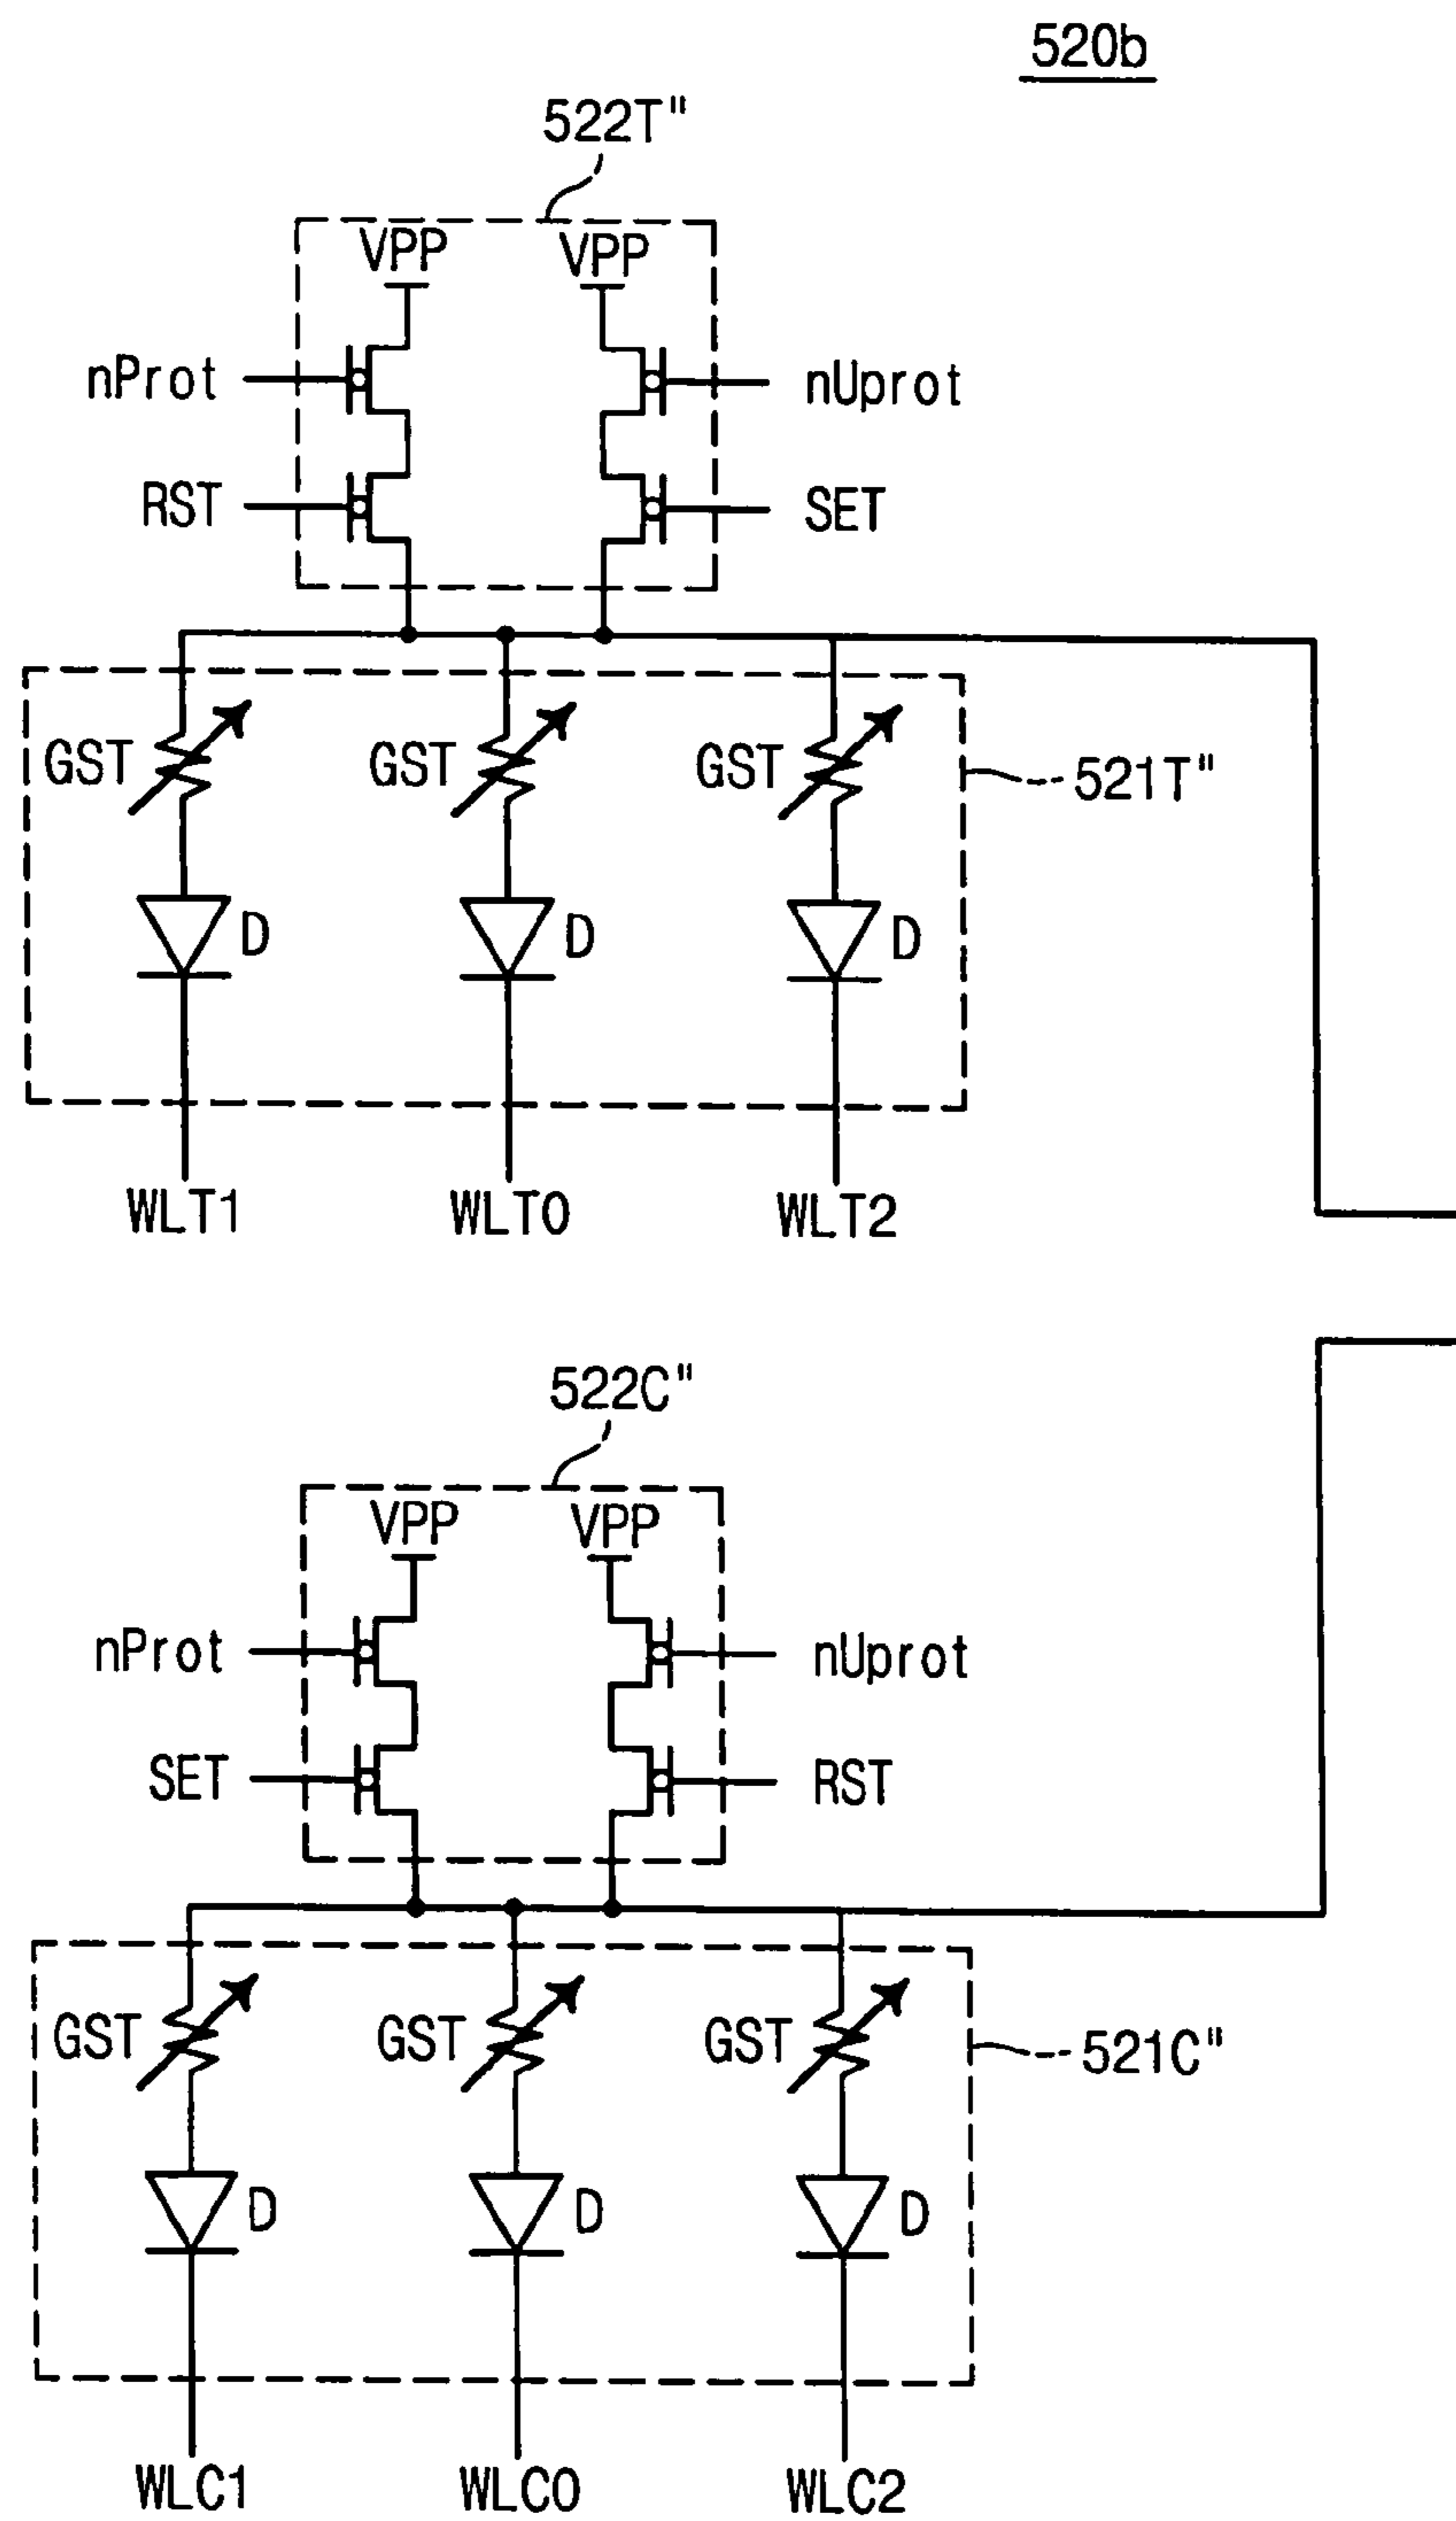 520b
522T"
VPP VPP
nProt nUprot
RST SET
GST GST GST 521T"
D D D
WLT1 WLT0 WLT2
522C"
VPP VPP
nProt nUprot
SET RST
GST GST GST 521C"
D D D
WLC1 WLC0 WLC2